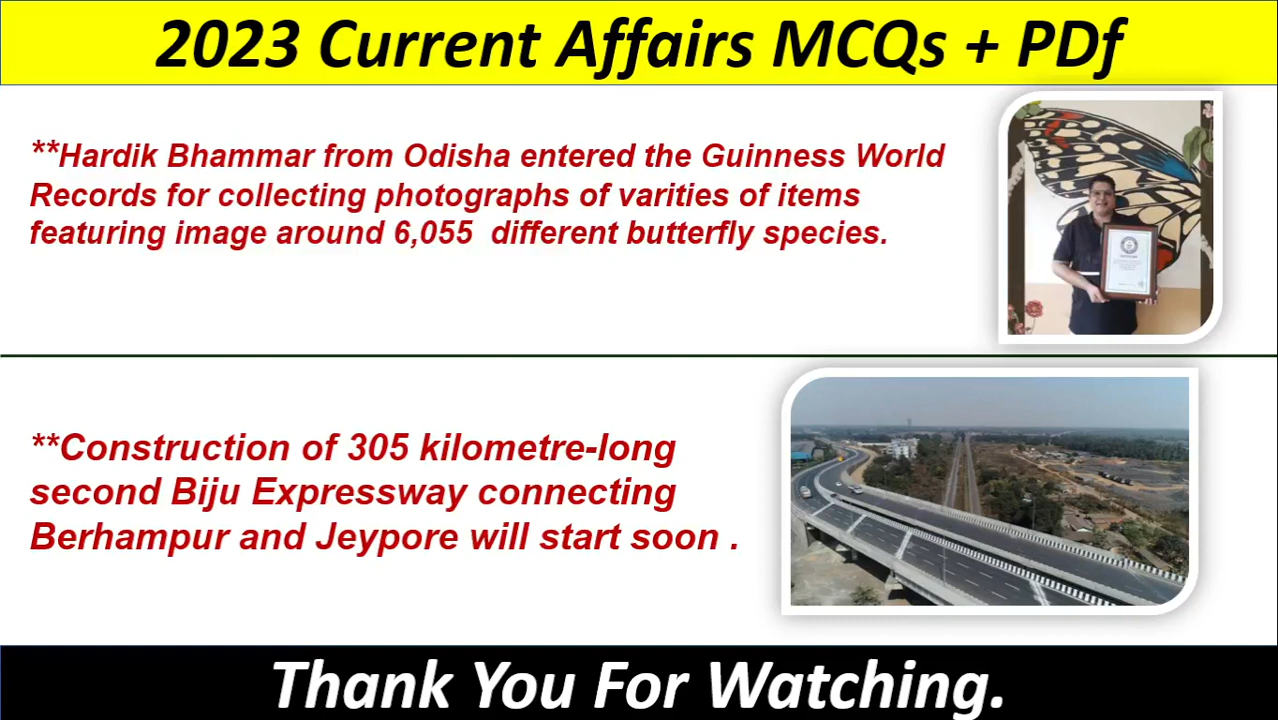 2023 Current Affairs MCQs + PDf
**Hardik Bhammar from Odisha entered the Guinness World
Records for collecting photographs of varities of items
featuring image around 6,055 different butterfly species.
**Construction of 305 kilometre-long
second Biju Expressway connecting
Berhampur and Jeypore will start soon .
Thank You For Watching.